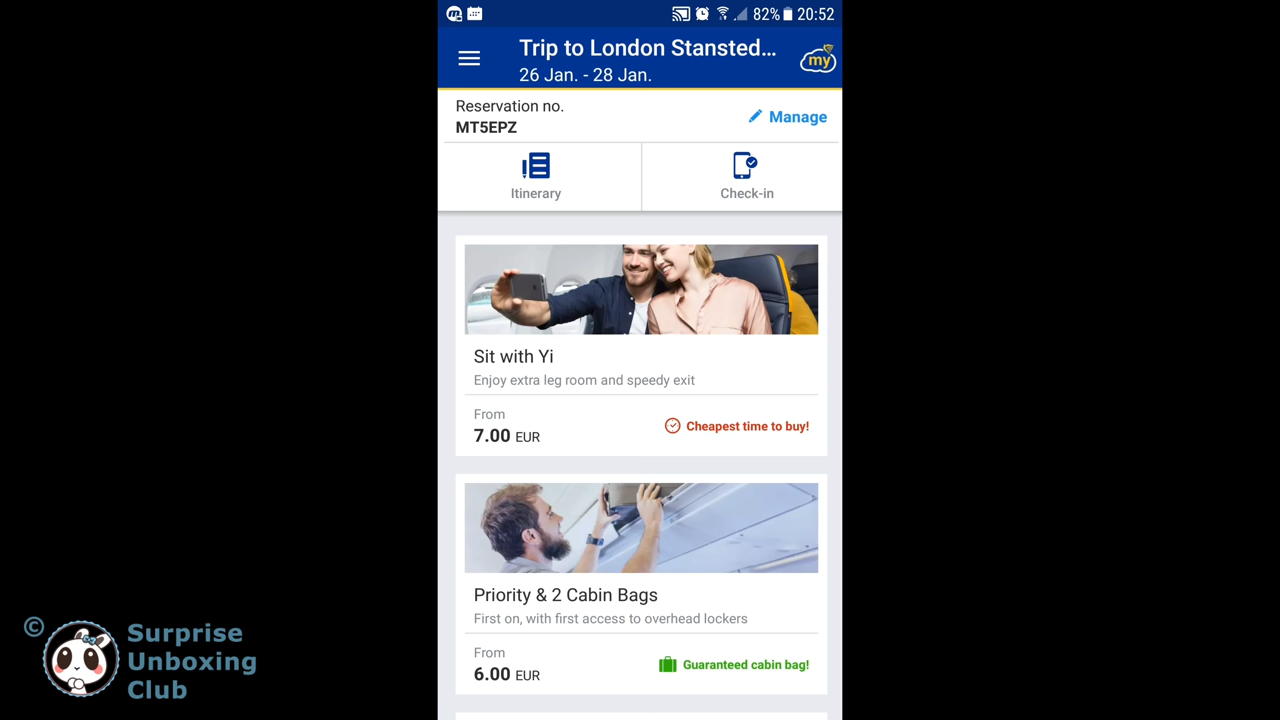 82% 20:52
Trip to London Stansted...
26 Jan. - 28 Jan.
my
Reservation no.
MT5EPZ
Manage
Itinerary
Check-in
Sit with Yi
Enjoy extra leg room and speedy exit
From
7.00 EUR
Cheapest time to buy!
Priority & 2 Cabin Bags
First on, with first access to overhead lockers
From
6.00 EUR
Guaranteed cabin bag!
© Surprise
Unboxing
Club